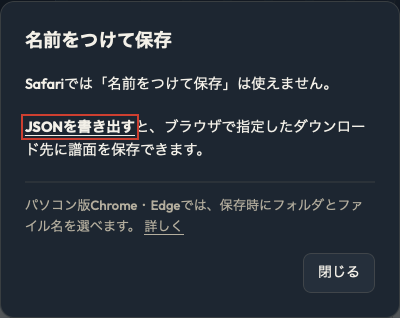 名前をつけて保存
Safariでは「名前をつけて保存」は使えません。
JSONを書き出すと、ブラウザで指定したダウンロー
ド先に譜面を保存できます。
パソコン版Chrome・Edgeでは、保存時にフォルダとファ
イル名を選べます。 詳しく
閉じる